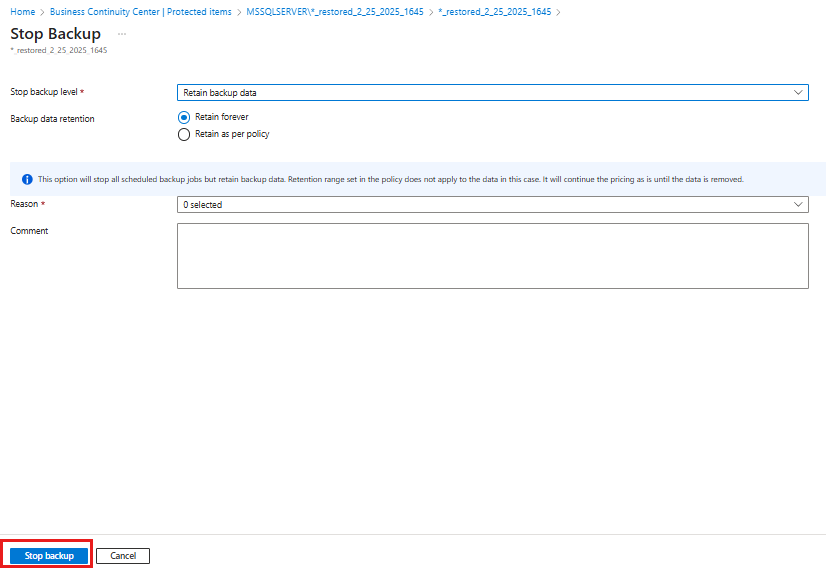 Home > Business Continuity Center | Protected items > MSSQLSERVER\*_restored_2_25_2025_1645 > *_restored_2_25_2025_1645 >
Stop Backup ...
*_restored_2_25_2025_1645
Stop backup level * Retain backup data
Backup data retention Retain forever
Retain as per policy
This option will stop all scheduled backup jobs but retain backup data. Retention range set in the policy does not apply to the data in this case. It will continue the pricing as is until the data is removed.
Reason * 0 selected
Comment
Stop backup Cancel